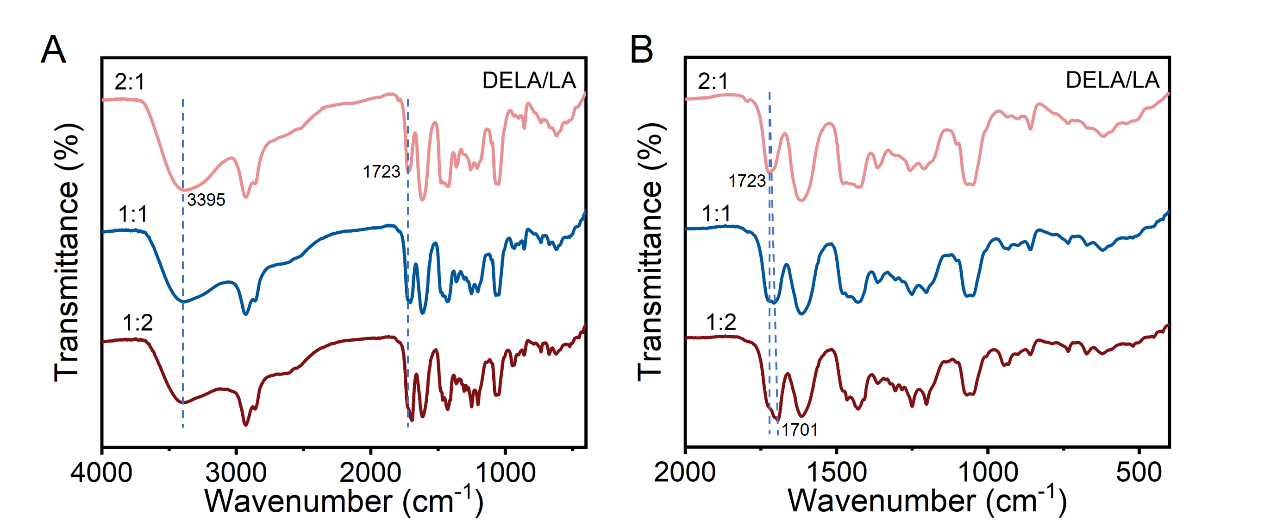 A
DELA/LA
2:1
3395
1723
1:1
1:2
Transmittance (%)
4000 3000 2000 1000
Wavenumber (cm⁻¹)
B
DELA/LA
2:1
1723
1:1
1:2
1701
Transmittance (%)
2000 1500 1000 500
Wavenumber (cm⁻¹)